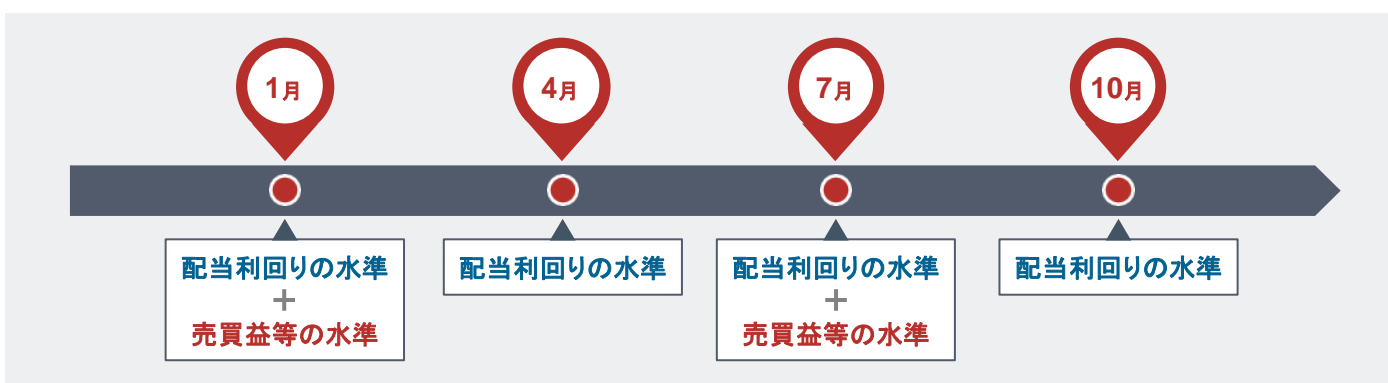 1月
4月
7月
10月
配当利回りの水準
+
売買益等の水準
配当利回りの水準
配当利回りの水準
+
売買益等の水準
配当利回りの水準